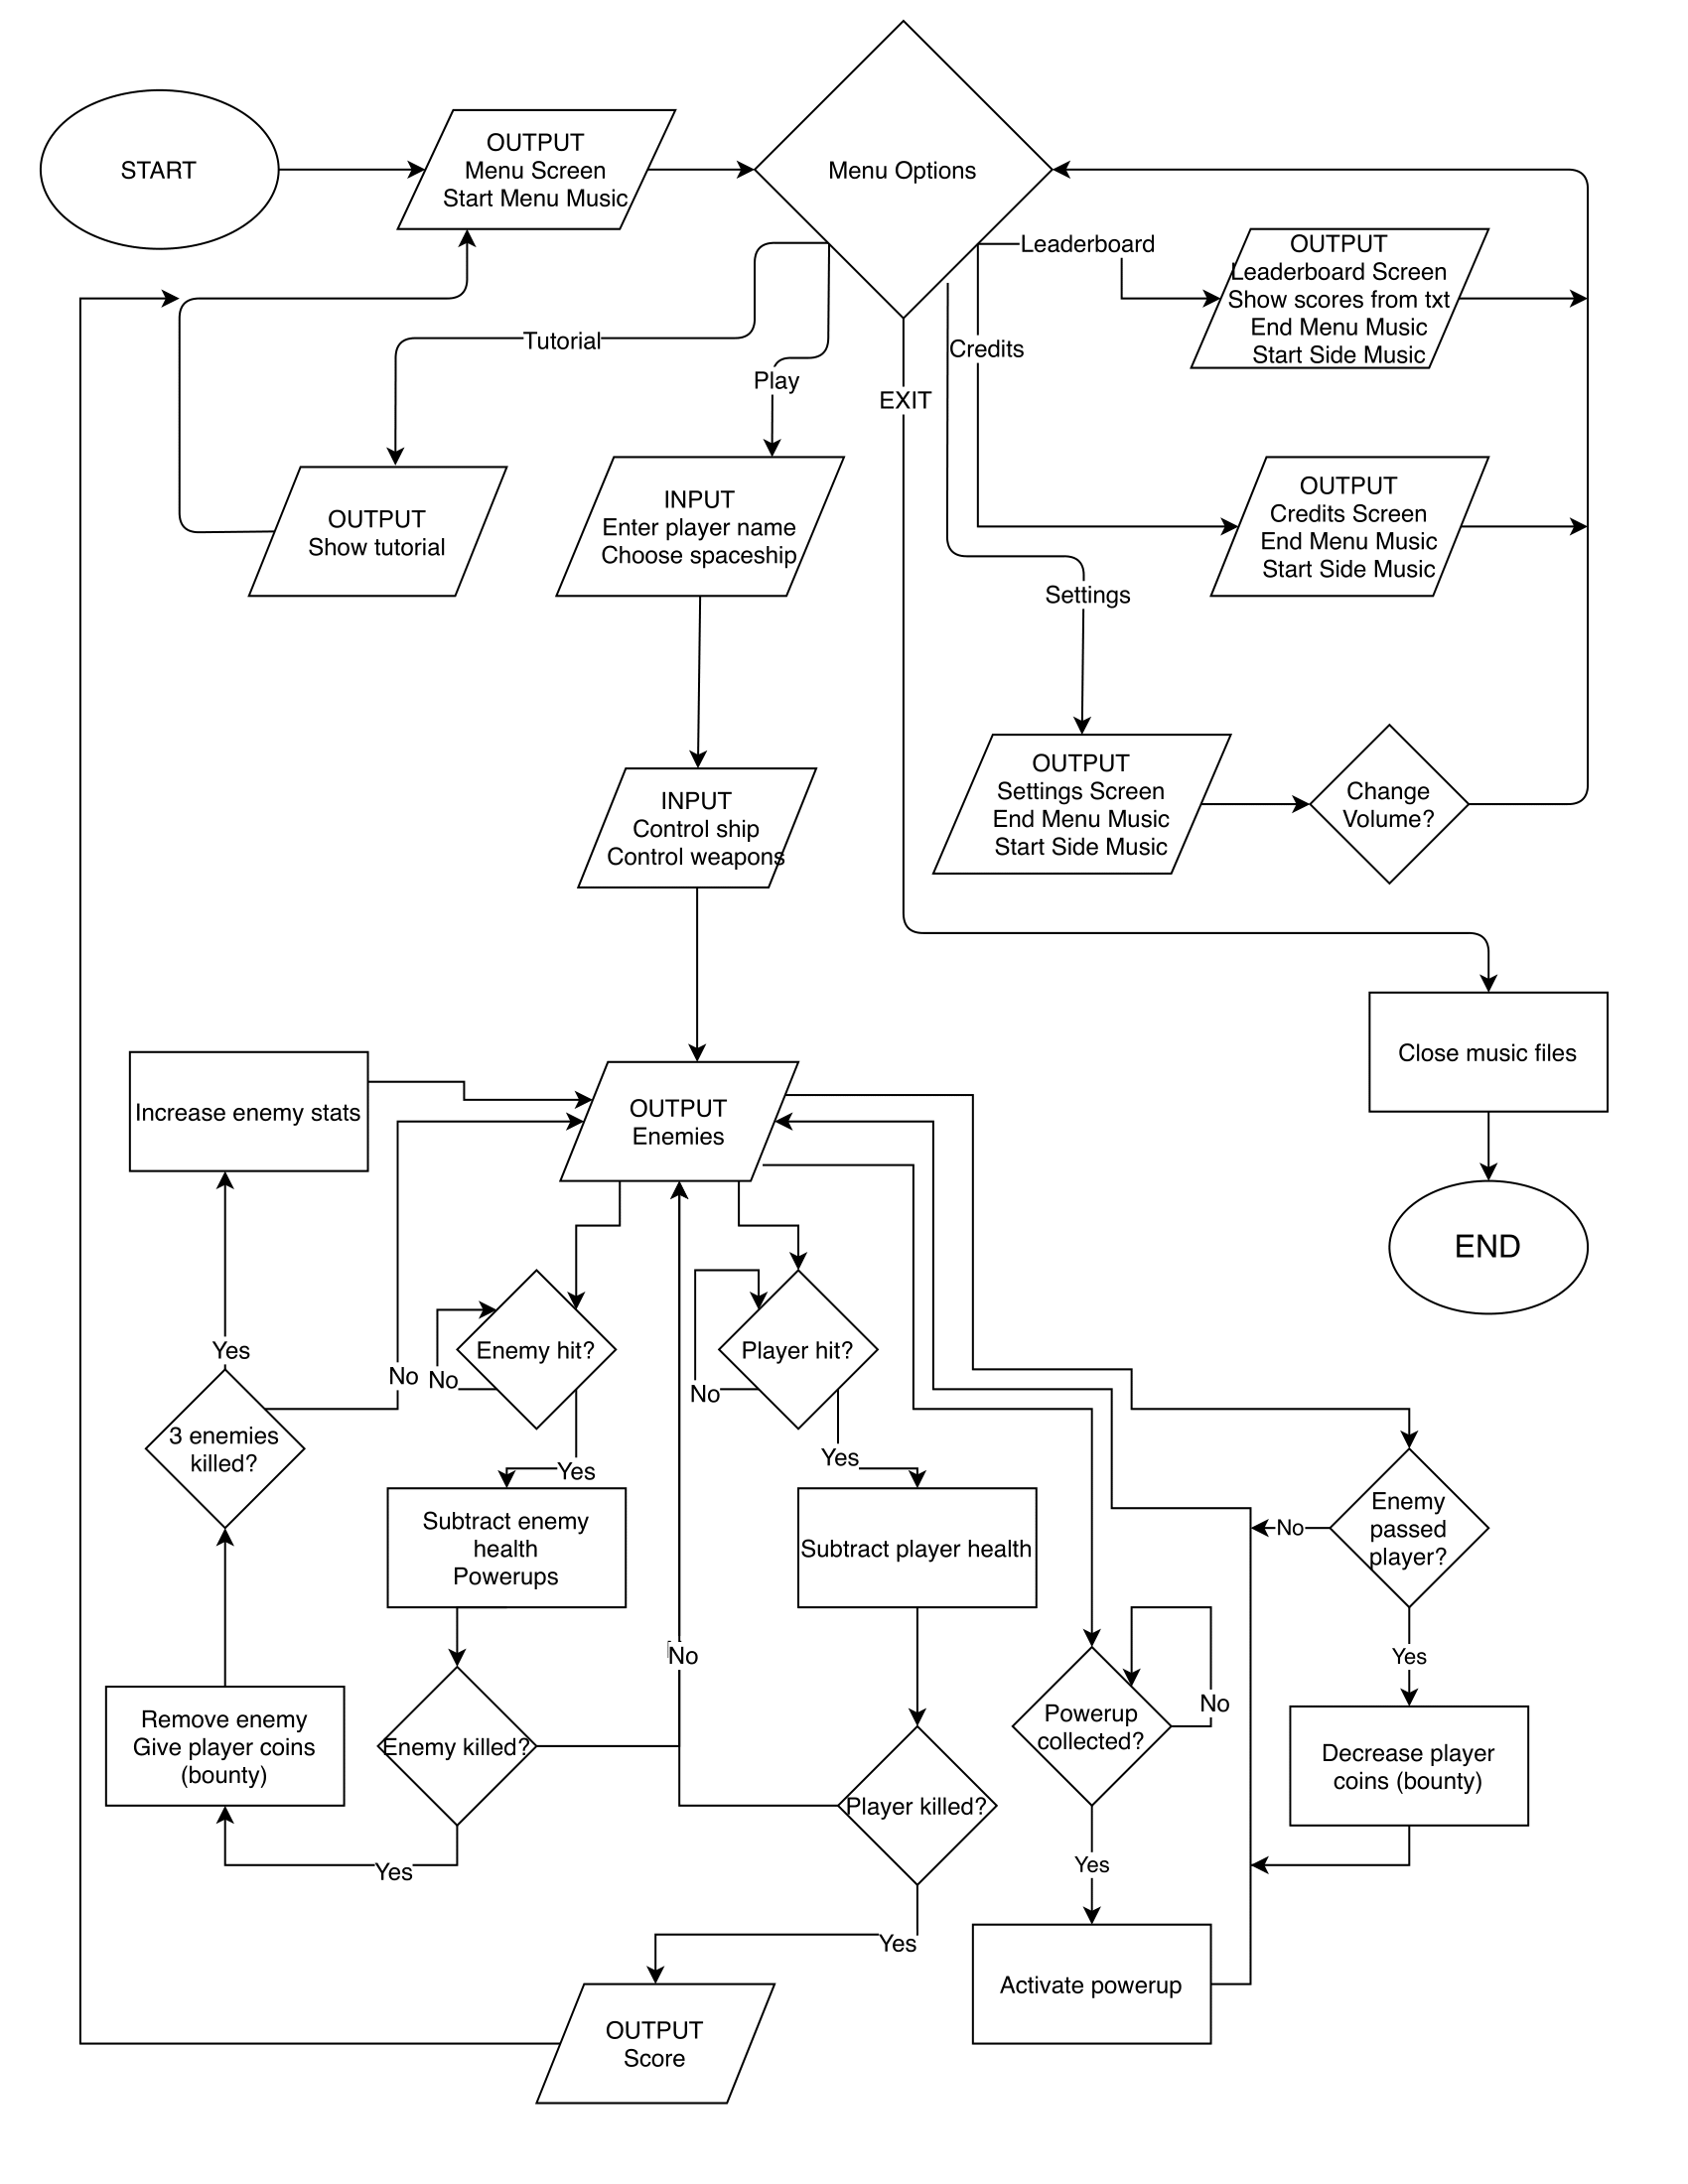 START
OUTPUT
Menu Screen
Start Menu Music
Menu Options
Leaderboard
OUTPUT
Leaderboard Screen
Show scores from txt
End Menu Music
Start Side Music
Tutorial
Play
Credits
EXIT
OUTPUT
Show tutorial
INPUT
Enter player name
Choose spaceship
OUTPUT
Credits Screen
End Menu Music
Start Side Music
Settings
INPUT
Control ship
Control weapons
OUTPUT
Settings Screen
End Menu Music
Start Side Music
Change
Volume?
Close music files
END
Increase enemy stats
OUTPUT
Enemies
Yes
No
No
Enemy hit?
No
Player hit?
3 enemies
killed?
Yes
Yes
Subtract enemy
health
Powerups
Subtract player health
No
Enemy
passed
player?
Yes
No
Remove enemy
Give player coins
(bounty)
Enemy killed?
Player killed?
Powerup
collected?
No
Decrease player
coins (bounty)
Yes
Yes
Yes
Activate powerup
OUTPUT
Score